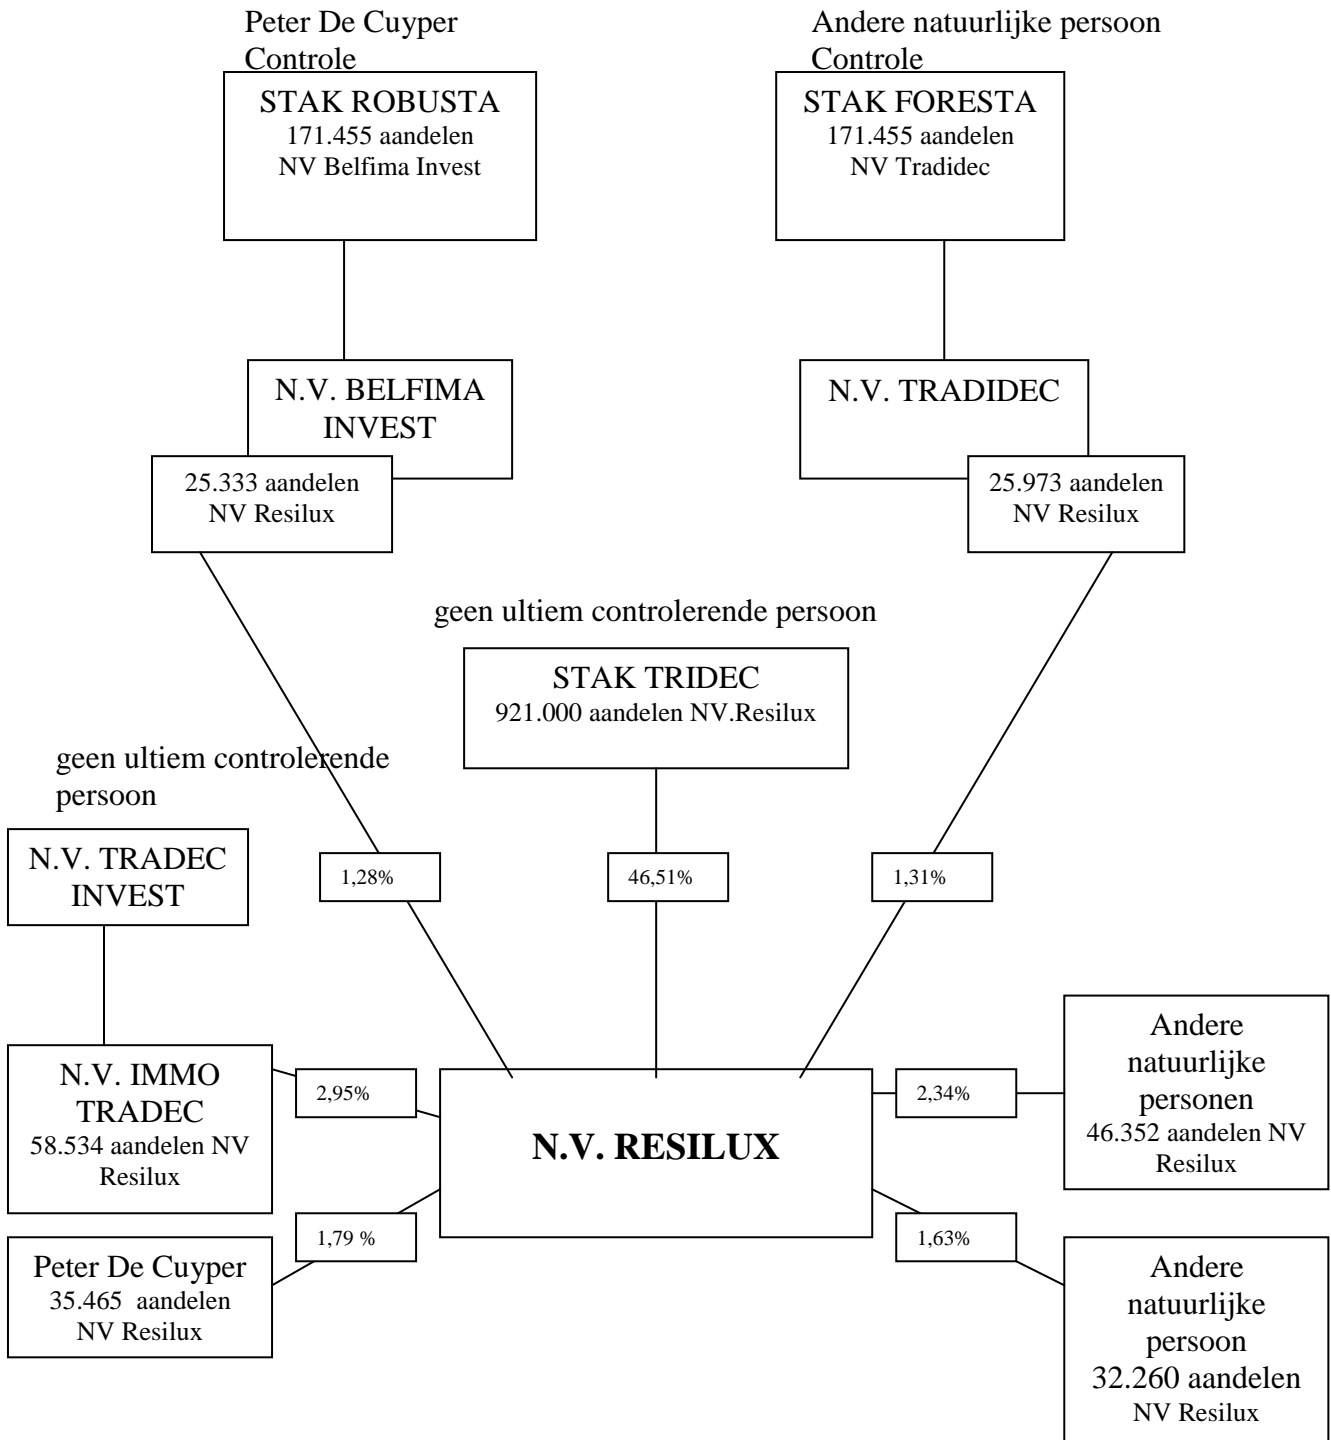 Peter De Cuyper
Controle
Andere natuurlijke persoon
Controle
STAK ROBUSTA
171.455 aandelen
NV Belfima Invest
STAK FORESTA
171.455 aandelen
NV Tradidec
N.V. BELFIMA
INVEST
N.V. TRADIDEC
25.333 aandelen
NV Resilux
25.973 aandelen
NV Resilux
geen ultiem controlerende persoon
STAK TRIDEC
921.000 aandelen NV.Resilux
geen ultiem controlerende
persoon
N.V. TRADEC
INVEST
1,28%
46,51%
1,31%
N.V. IMMO
TRADEC
58.534 aandelen NV
Resilux
2,95%
N.V. RESILUX
2,34%
Andere
natuurlijke
personen
46.352 aandelen NV
Resilux
Peter De Cuyper
35.465 aandelen
NV Resilux
1,79 %
1,63%
Andere
natuurlijke
persoon
32.260 aandelen
NV Resilux